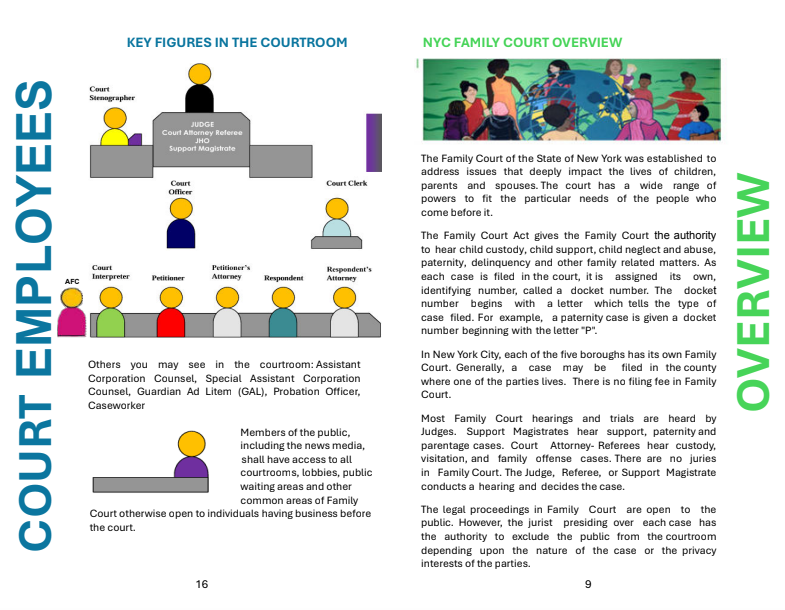 COURT EMPLOYEES
KEY FIGURES IN THE COURTROOM
Court
Stenographer
JUDGE
Court Attorney Referee
JHO
Support Magistrate
Court
Officer
Court Clerk
AFC
Court
Interpreter
Petitioner
Petitioner's
Attorney
Respondent
Respondent's
Attorney
Others you may see in the courtroom: Assistant
Corporation Counsel, Special Assistant Corporation
Counsel, Guardian Ad Litem (GAL), Probation Officer,
Caseworker
Members of the public,
including the news media,
shall have access to all
courtrooms, lobbies, public
waiting areas and other
common areas of Family
Court otherwise open to individuals having business before
the court.
16
NYC FAMILY COURT OVERVIEW
The Family Court of the State of New York was established to
address issues that deeply impact the lives of children,
parents and spouses. The court has a wide range of
powers to fit the particular needs of the people who
come before it.
The Family Court Act gives the Family Court the authority
to hear child custody, child support, child neglect and abuse,
paternity, delinquency and other family related matters. As
each case is filed in the court, it is assigned its own,
identifying number, called a docket number. The docket
number begins with a letter which tells the type of
case filed. For example, a paternity case is given a docket
number beginning with the letter "P".
In New York City, each of the five boroughs has its own Family
Court. Generally, a case may be filed in the county
where one of the parties lives. There is no filing fee in Family
Court.
Most Family Court hearings and trials are heard by
Judges. Support Magistrates hear support, paternity and
parentage cases. Court Attorney- Referees hear custody,
visitation, and family offense cases. There are no juries
in Family Court. The Judge, Referee, or Support Magistrate
conducts a hearing and decides the case.
The legal proceedings in Family Court are open to the
public. However, the jurist presiding over each case has
the authority to exclude the public from the courtroom
depending upon the nature of the case or the privacy
interests of the parties.
9
OVERVIEW